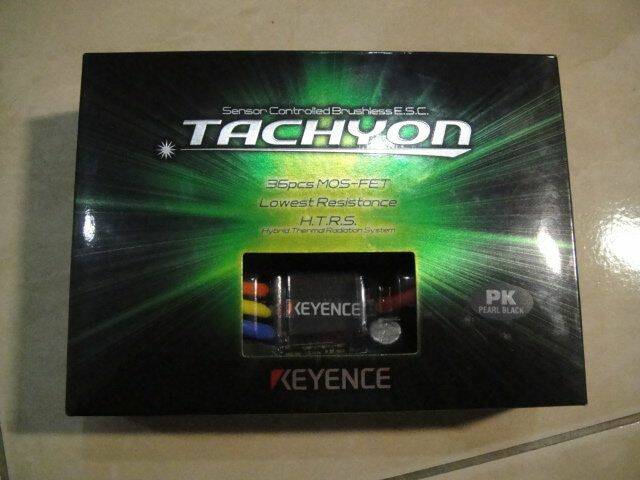 Sensor Controlled Brushless E.S.C.
TACHYON
36pcs MOS-FET
Lowest Resistance
H.T.R.S.
Hybrid Thermal Radiation System
KEYENCE
PK
PEARL BLACK
KEYENCE